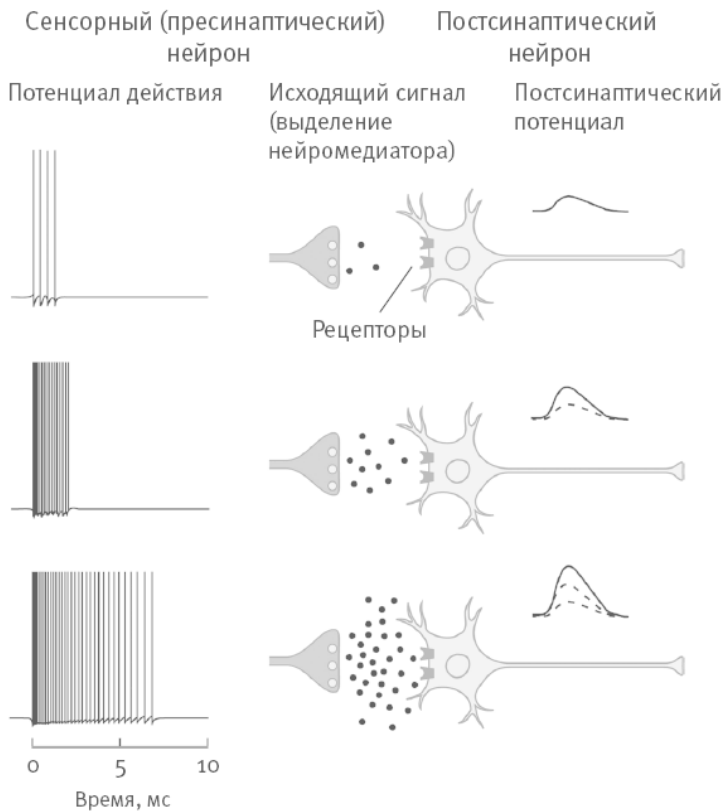 Сенсорный (пресинаптический)
нейрон
Постсинаптический
нейрон
Потенциал действия
Исходящий сигнал
(выделение
нейромедиатора)
Постсинаптический
потенциал
Рецепторы
0 5 10
Время, мс